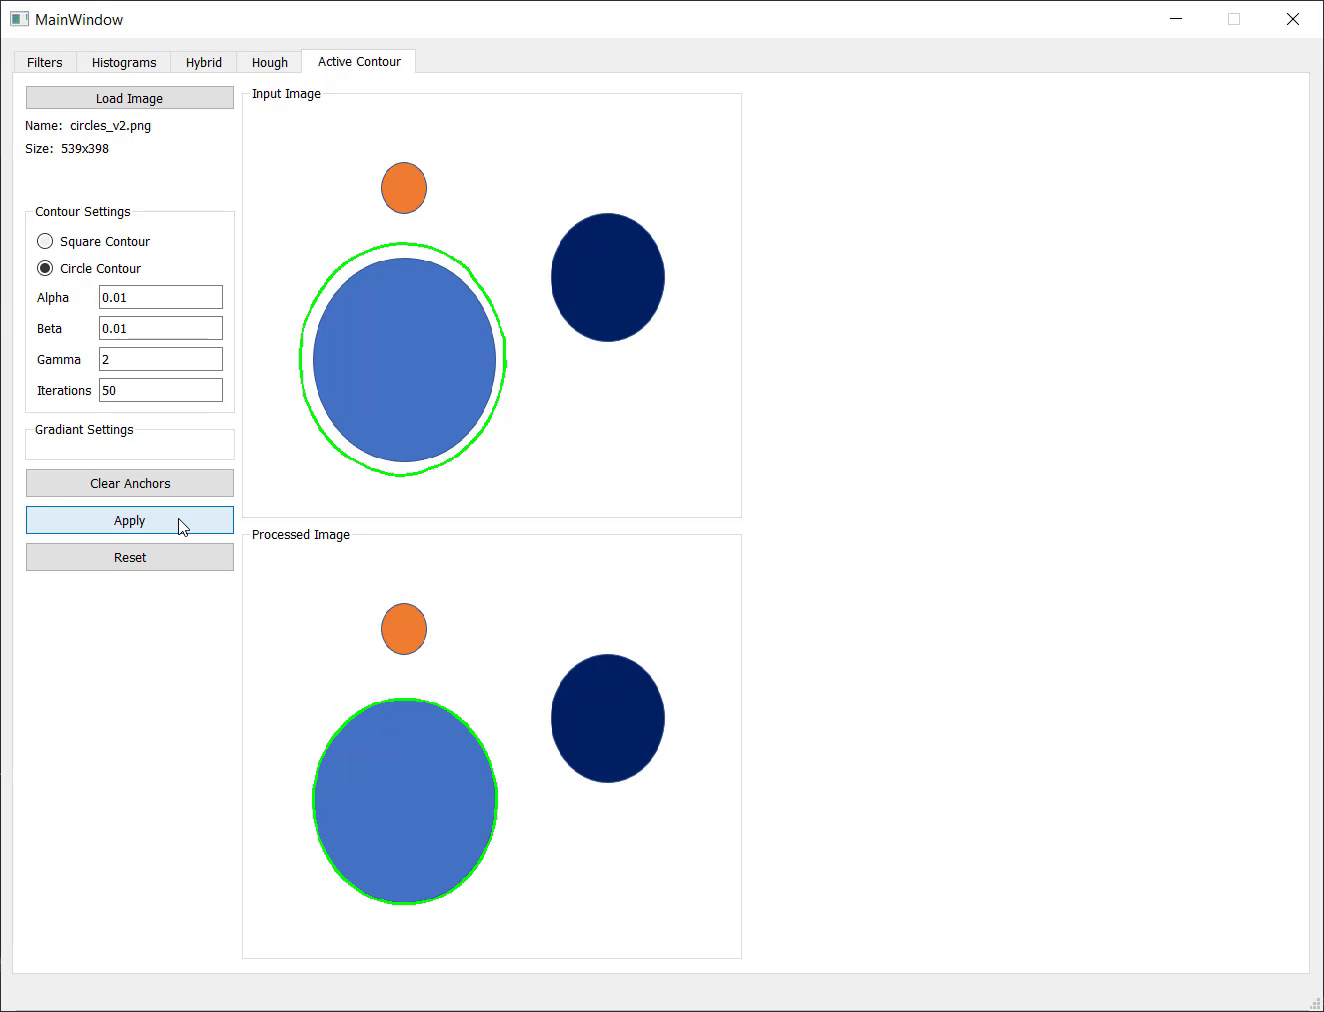 MainWindow
Filters
Histograms
Hybrid
Hough
Active Contour
Load Image
Name: circles_v2.png
Size: 539x398
Contour Settings
Square Contour
Circle Contour
Alpha 0.01
Beta 0.01
Gamma 2
Iterations 50
Gradiant Settings
Clear Anchors
Apply
Reset
Input Image
Processed Image